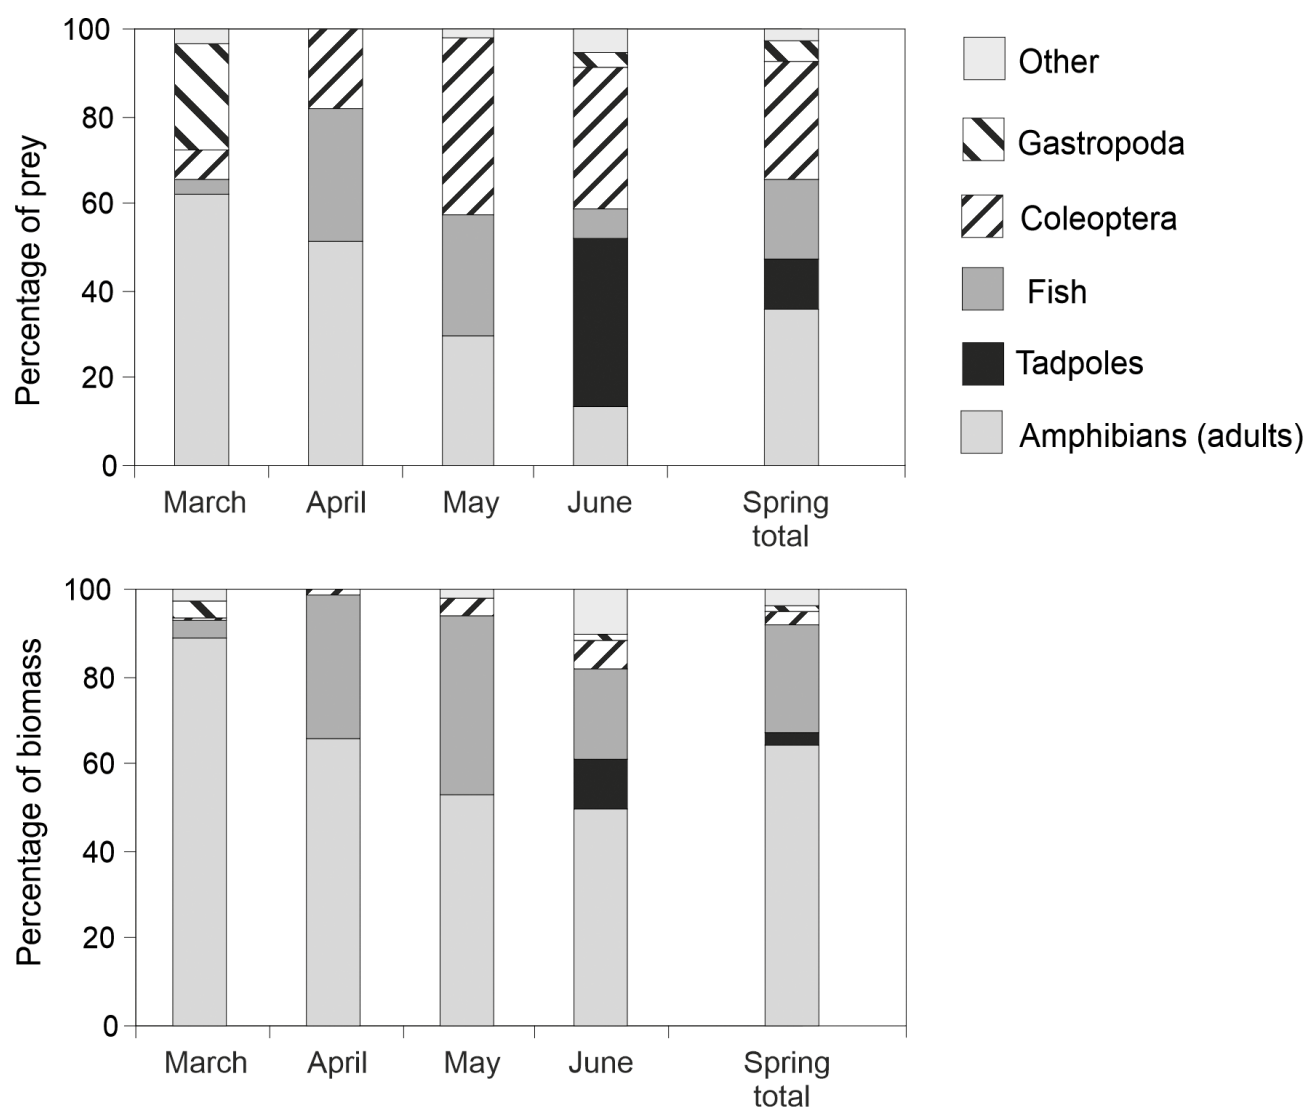 Percentage of prey
100
80
60
40
20
0
March
April
May
June
Spring
total
Other
Gastropoda
Coleoptera
Fish
Tadpoles
Amphibians (adults)
Percentage of biomass
100
80
60
40
20
0
March
April
May
June
Spring
total